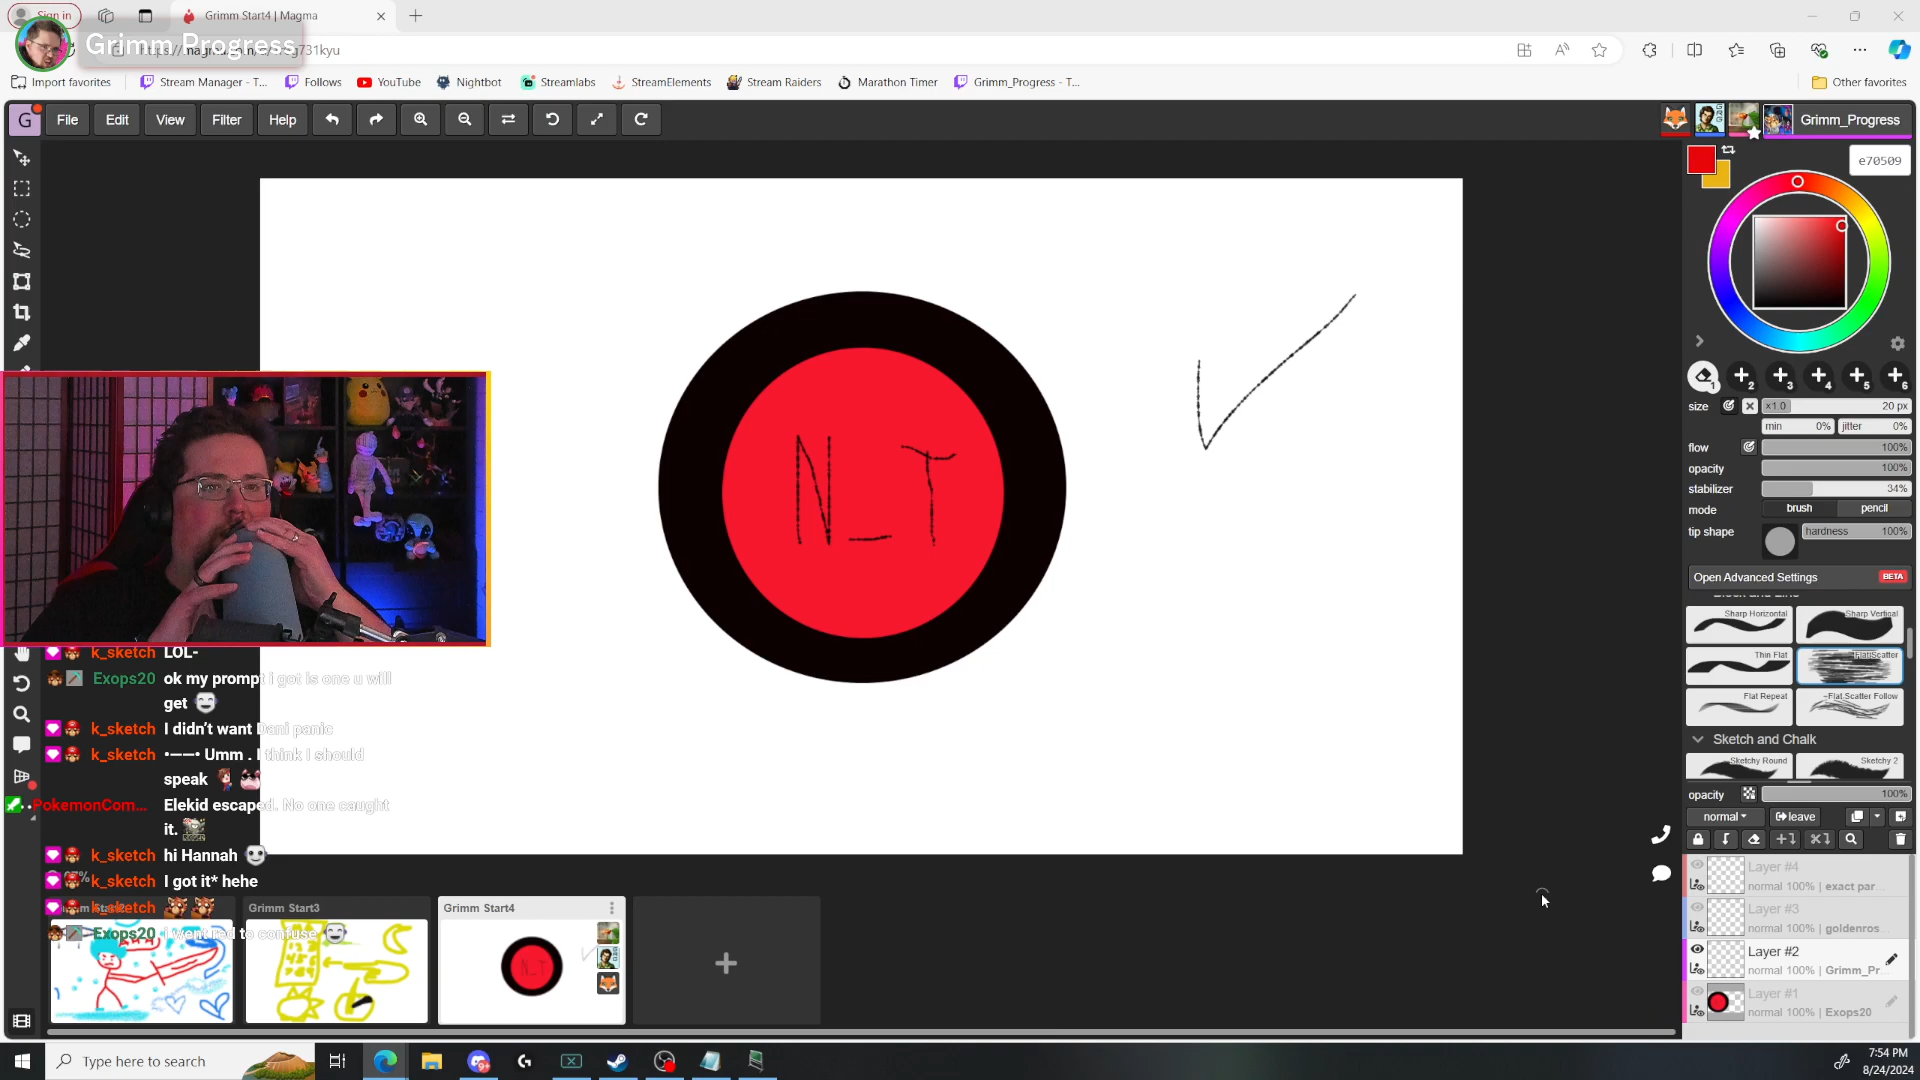 Sign in
Grimm Start4 | Magma
Grimm Progress
731kyu
Import favorites
Stream Manager - T...
Follows
YouTube
Nightbot
Streamlabs
StreamElements
Stream Raiders
Marathon Timer
Grimm_Progress - T...
Other favorites
G
File
Edit
View
Filter
Help
Grimm_Progress
e70509
N_T
size
x1.0
20 px
min 0%
jitter 0%
flow 100%
opacity 100%
stabilizer 34%
mode
brush
pencil
tip shape
hardness 100%
Open Advanced Settings
BETA
Sharp Horizontal
Sharp Vertical
Thin Flat
Flat Scatter
Flat Repeat
~Flat Scatter Follow
Sketch and Chalk
Sketchy Round
Sketchy 2
opacity 100%
normal
leave
Layer #4
normal 100% | exact par...
Layer #3
normal 100% | goldenros...
Layer #2
normal 100% | Grimm_Pr...
Layer #1
normal 100% | Exops20
k_sketch LOL-
Exops20 ok my prompt i got is one u will
get
k_sketch I didn’t want Dani panic
k_sketch •——• Umm . I think I should
speak
PokemonCom... Elekid escaped. No one caught
it.
k_sketch hi Hannah
k_sketch I got it* hehe
k_sketch
Exops20 i went red to confuse
Grimm Start3
Grimm Start4
Type here to search
7:54 PM
8/24/2024